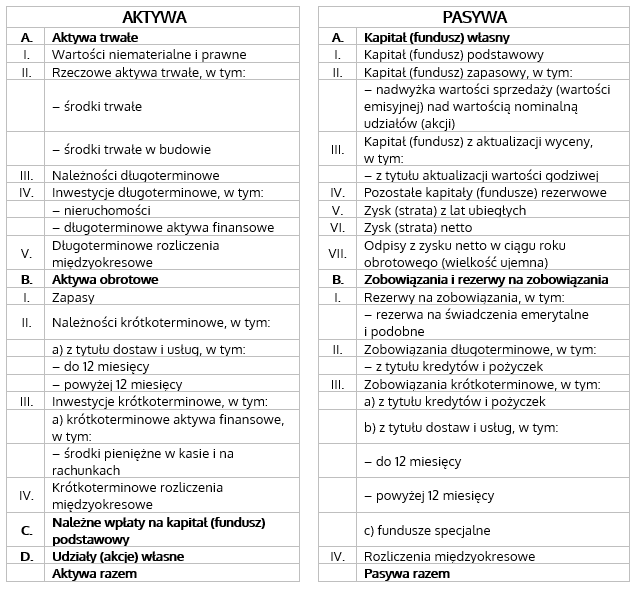 AKTYWA
A. Aktywa trwałe
I. Wartości niematerialne i prawne
II. Rzeczowe aktywa trwałe, w tym:
– środki trwałe
– środki trwałe w budowie
III. Należności długoterminowe
IV. Inwestycje długoterminowe, w tym:
– nieruchomości
– długoterminowe aktywa finansowe
V. Długoterminowe rozliczenia
międzyokresowe
B. Aktywa obrotowe
I. Zapasy
II. Należności krótkoterminowe, w tym:
a) z tytułu dostaw i usług, w tym:
– do 12 miesięcy
– powyżej 12 miesięcy
III. Inwestycje krótkoterminowe, w tym:
a) krótkoterminowe aktywa finansowe,
w tym:
– środki pieniężne w kasie i na
rachunkach
IV. Krótkoterminowe rozliczenia
międzyokresowe
C. Należne wpłaty na kapitał (fundusz)
podstawowy
D. Udziały (akcje) własne
Aktywa razem
PASYWA
A. Kapitał (fundusz) własny
I. Kapitał (fundusz) podstawowy
II. Kapitał (fundusz) zapasowy, w tym:
– nadwyżka wartości sprzedaży (wartości
emisyjnej) nad wartością nominalną
udziałów (akcji)
III. Kapitał (fundusz) z aktualizacji wyceny,
w tym:
– z tytułu aktualizacji wartości godziwej
IV. Pozostałe kapitały (fundusze) rezerwowe
V. Zysk (strata) z lat ubiegłych
VI. Zysk (strata) netto
VII. Odpisy z zysku netto w ciągu roku
obrotowego (wielkość ujemna)
B. Zobowiązania i rezerwy na zobowiązania
I. Rezerwy na zobowiązania, w tym:
– rezerwa na świadczenia emerytalne
i podobne
II. Zobowiązania długoterminowe, w tym:
– z tytułu kredytów i pożyczek
III. Zobowiązania krótkoterminowe, w tym:
a) z tytułu kredytów i pożyczek
b) z tytułu dostaw i usług, w tym:
– do 12 miesięcy
– powyżej 12 miesięcy
c) fundusze specjalne
IV. Rozliczenia międzyokresowe
Pasywa razem